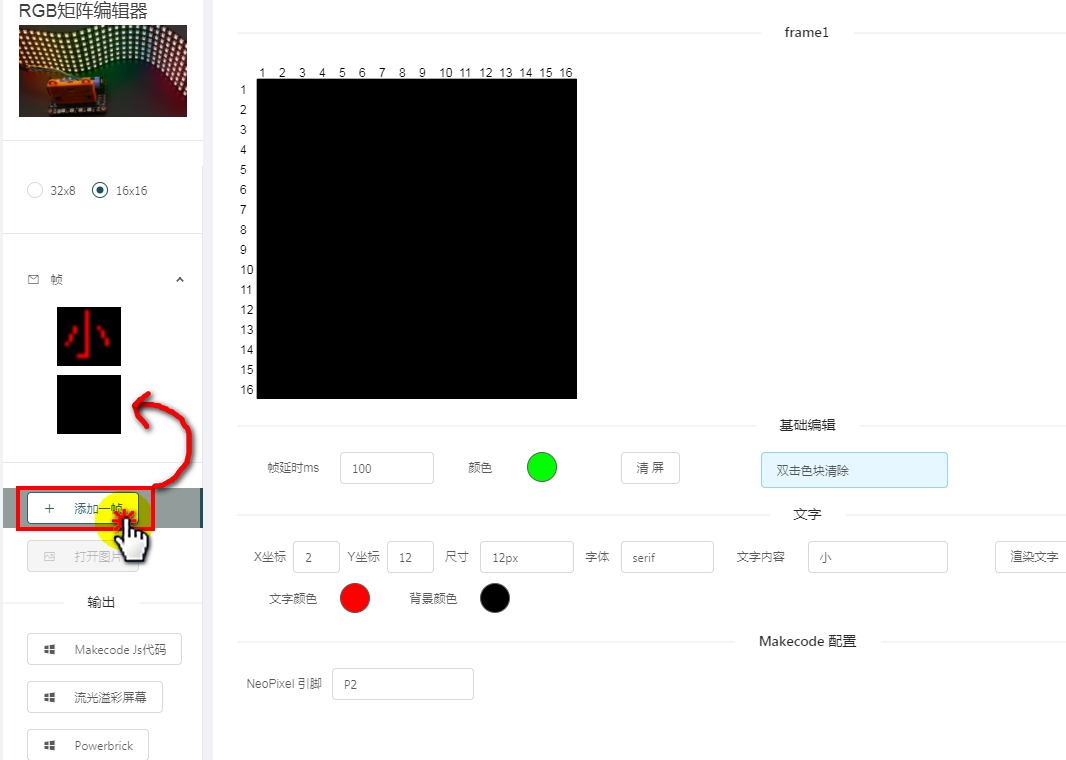 RGB矩阵编辑器
32x8 16x16
帧
小
添加一帧
打开图片
输出
Makecode Js代码
流光溢彩屏幕
Powerbrick
frame1
1 2 3 4 5 6 7 8 9 10 11 12 13 14 15 16
1
2
3
4
5
6
7
8
9
10
11
12
13
14
15
16
基础编辑
帧延时ms 100 颜色 清 屏 双击色块清除
文字
X坐标 2 Y坐标 12 尺寸 12px 字体 serif 文字内容 小 渲染文字
文字颜色 背景颜色
Makecode 配置
NeoPixel 引脚 P2